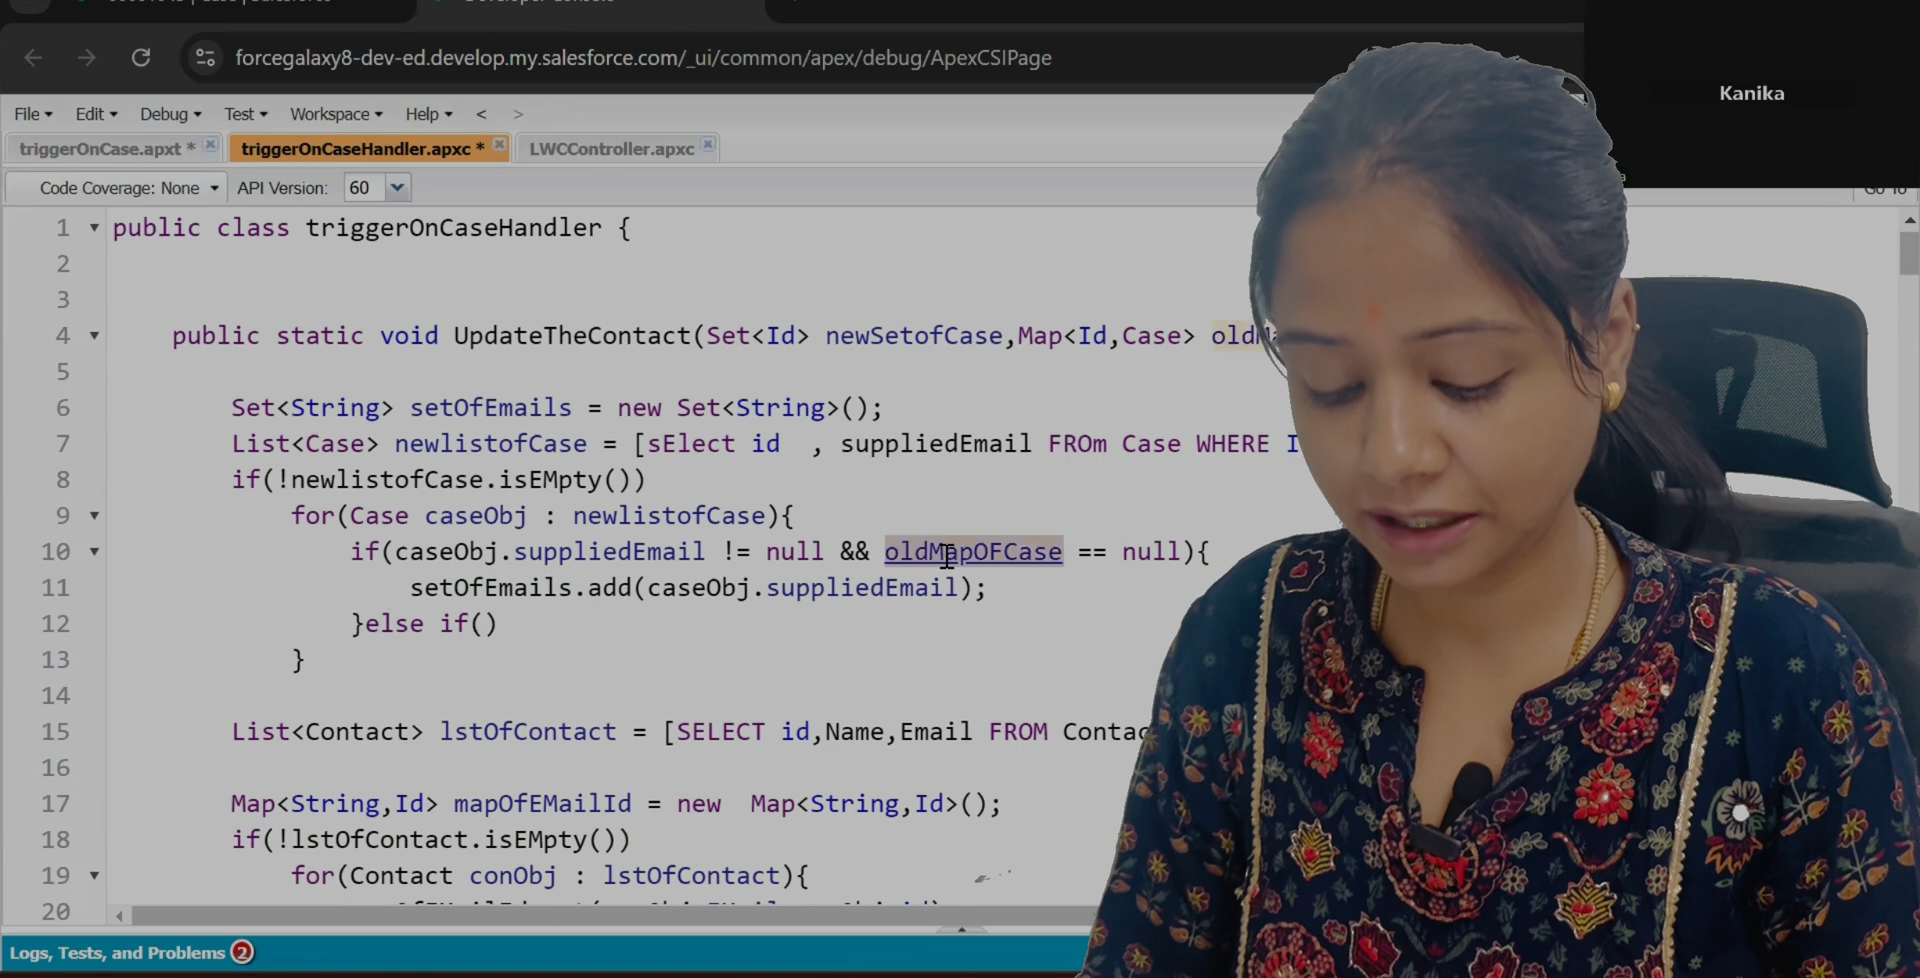 forcegalaxy8-dev-ed.develop.my.salesforce.com/_ui/common/apex/debug/ApexCSIPage
Kanika
File Edit Debug Test Workspace Help < >
triggerOnCase.apxt * triggerOnCaseHandler.apxc * LWCController.apxc
Code Coverage: None API Version: 60 Go To
1 public class triggerOnCaseHandler {
2
3
4 public static void UpdateTheContact(Set<Id> newSetofCase,Map<Id,Case>
5
6 Set<String> setOfEmails = new Set<String>();
7 List<Case> newlistofCase = [sElect id , suppliedEmail FROm Case WHERE
8 if(!newlistofCase.isEMpty())
9 for(Case caseObj : newlistofCase){
10 if(caseObj.suppliedEmail != null && oldMapOFCase == null){
11 setOfEmails.add(caseObj.suppliedEmail);
12 }else if()
13 }
14
15 List<Contact> lstOfContact = [SELECT id,Name,Email FROM Contac
16
17 Map<String,Id> mapOfEMailId = new Map<String,Id>();
18 if(!lstOfContact.isEMpty())
19 for(Contact conObj : lstOfContact){
20
Logs, Tests, and Problems 2